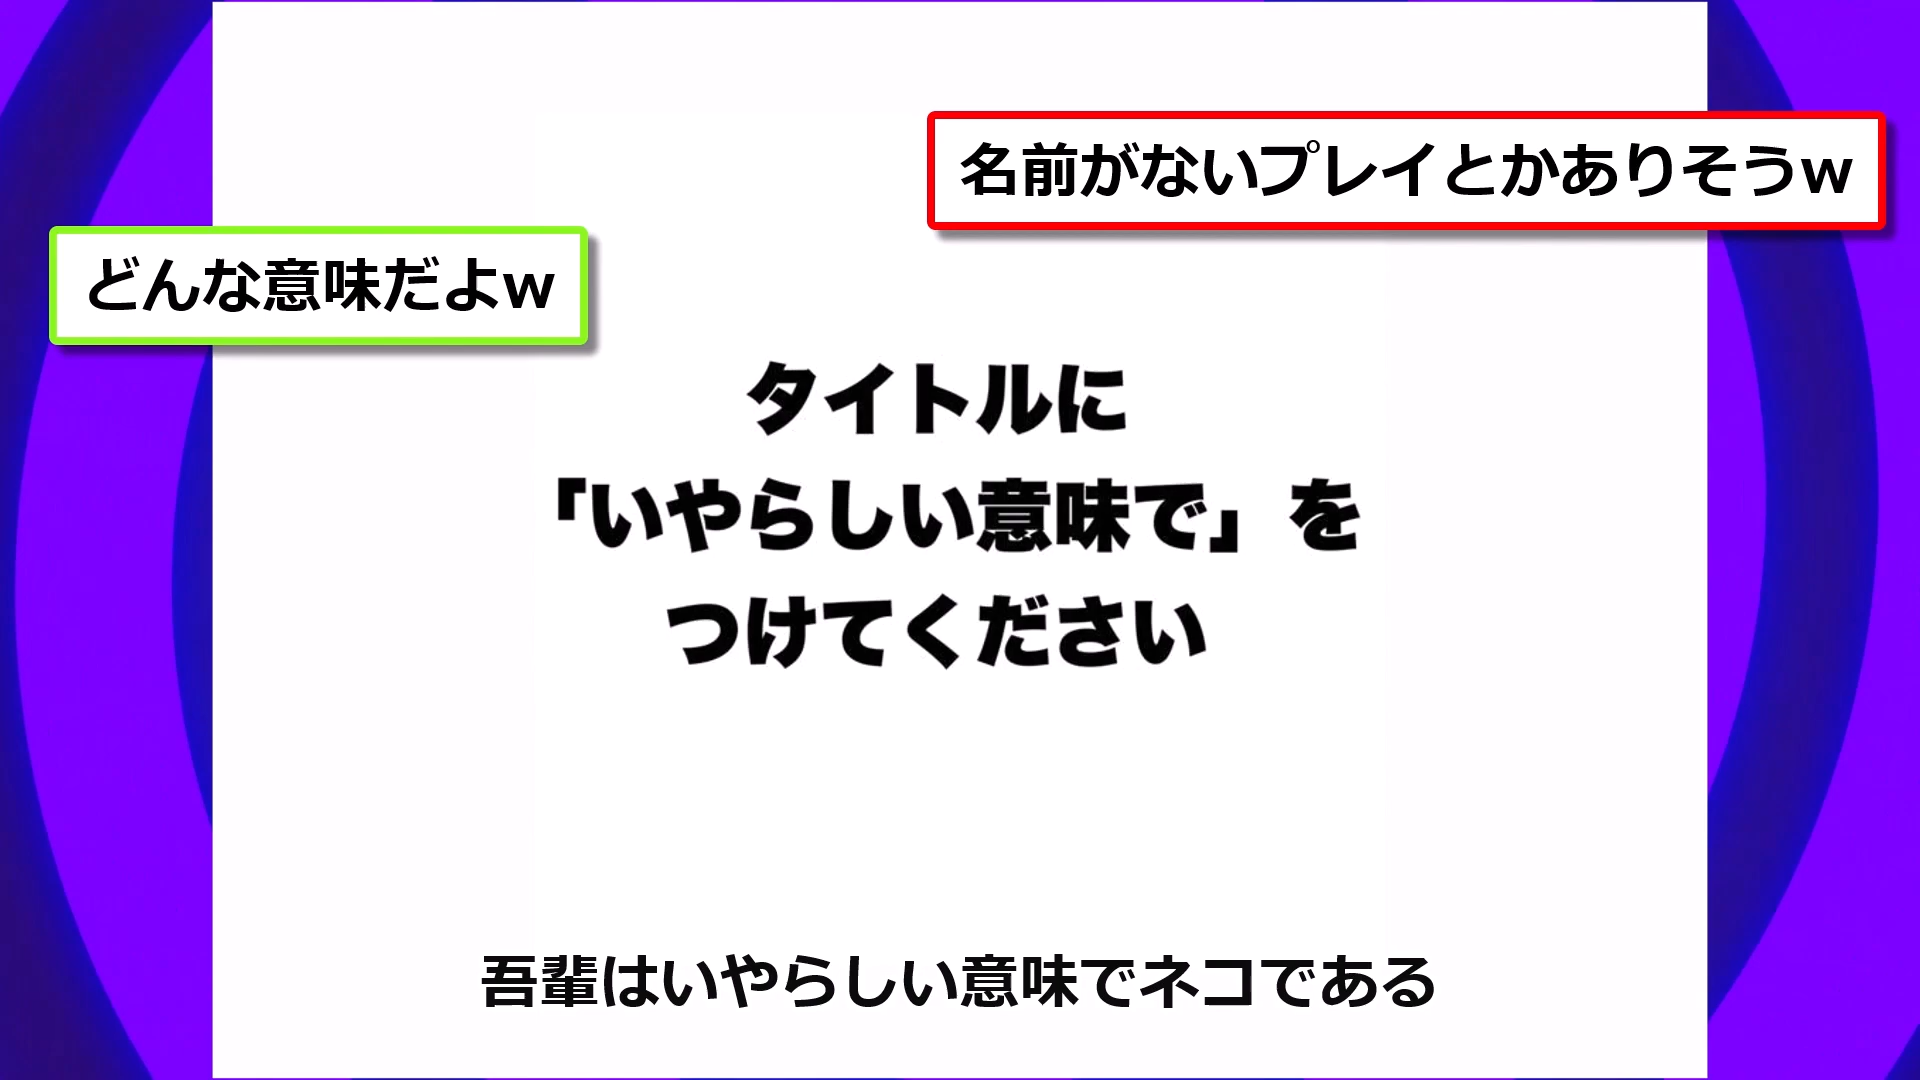 名前がないプレイとかありそうw
どんな意味だよw
タイトルに
「いやらしい意味で」を
つけてください
吾輩はいやらしい意味でネコである